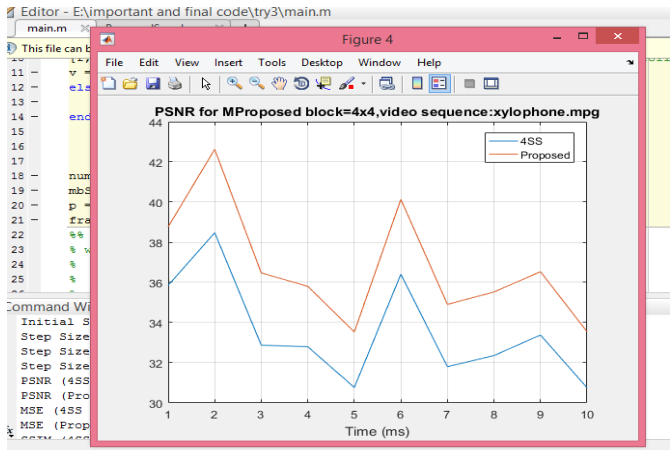 Editor - E:\important and final code\try3\main.m
main.m
This file can b
11 - v =
12 - els
13 -
14 - end
15
16
17
18 - num
19 - mbS
20 - p =
21 - fra
22 %%
23 % w
24 %
25 %
Command Wi
Initial S
Step Size
Step Size
Step Size
PSNR (4SS
PSNR (Pro
MSE (4SS
MSE (Prop
Figure 4
File Edit View Insert Tools Desktop Window Help
PSNR for MProposed block=4x4,video sequence:xylophone.mpg
4SS
Proposed
44
42
40
38
36
34
32
30
1 2 3 4 5 6 7 8 9 10
Time (ms)